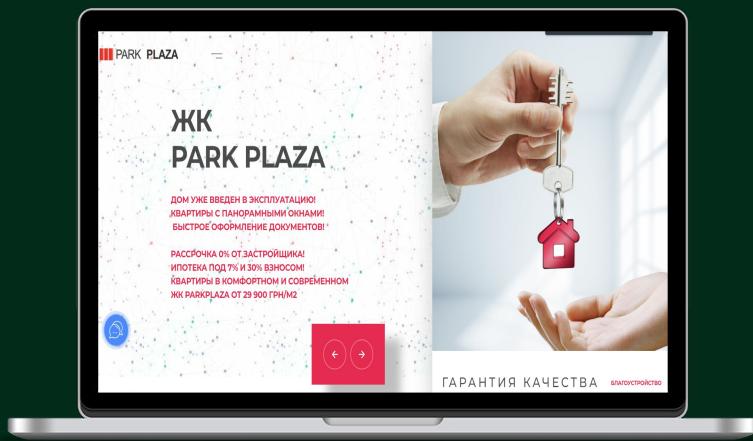 PARK PLAZA
ЖК
PARK PLAZA
ДОМ УЖЕ ВВЕДЕН В ЭКСПЛУАТАЦИЮ!
КВАРТИРЫ С ПАНОРАМНЫМИ ОКНАМИ!
БЫСТРОЕ ОФОРМЛЕНИЕ ДОКУМЕНТОВ!
РАССРОЧКА 0% ОТ ЗАСТРОЙЩИКА!
ИПОТЕКА ПОД 7% И 30% ВЗНОСОМ!
КВАРТИРЫ В КОМФОРТНОМ И СОВРЕМЕННОМ
ЖК PARKPLAZA ОТ 29 900 ГРН/М2
ГАРАНТИЯ КАЧЕСТВА
БЛАГОУСТРОЙСТВО